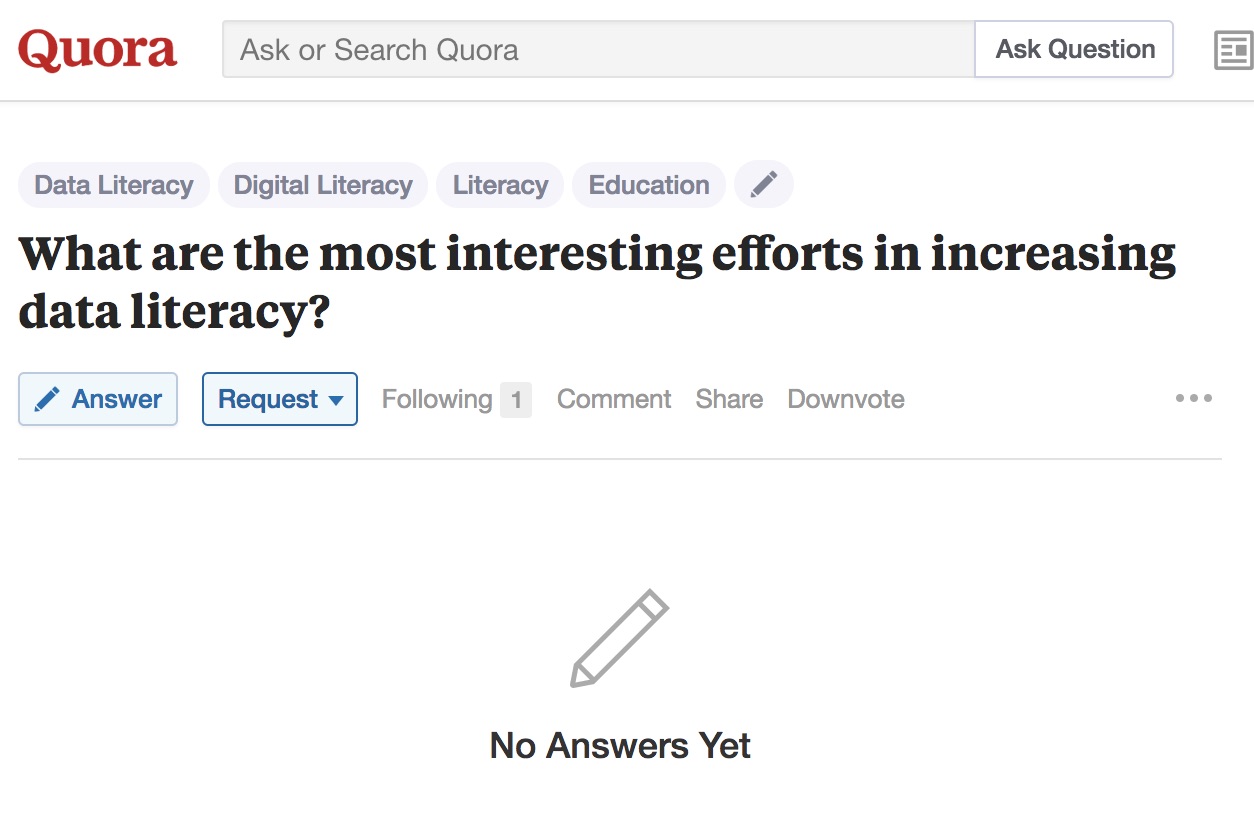 Quora
Ask or Search Quora
Ask Question
Data Literacy Digital Literacy Literacy Education
What are the most interesting efforts in increasing
data literacy?
Answer Request Following 1 Comment Share Downvote
No Answers Yet